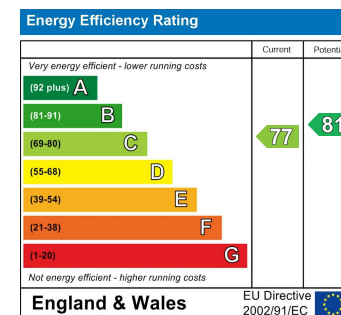 Energy Efficiency Rating
Current Potentia
Very energy efficient - lower running costs
(92 plus) A
(81-91) B
(69-80) C
(55-68) D
(39-54) E
(21-38) F
(1-20) G
77
81
Not energy efficient - higher running costs
England & Wales
EU Directive
2002/91/EC